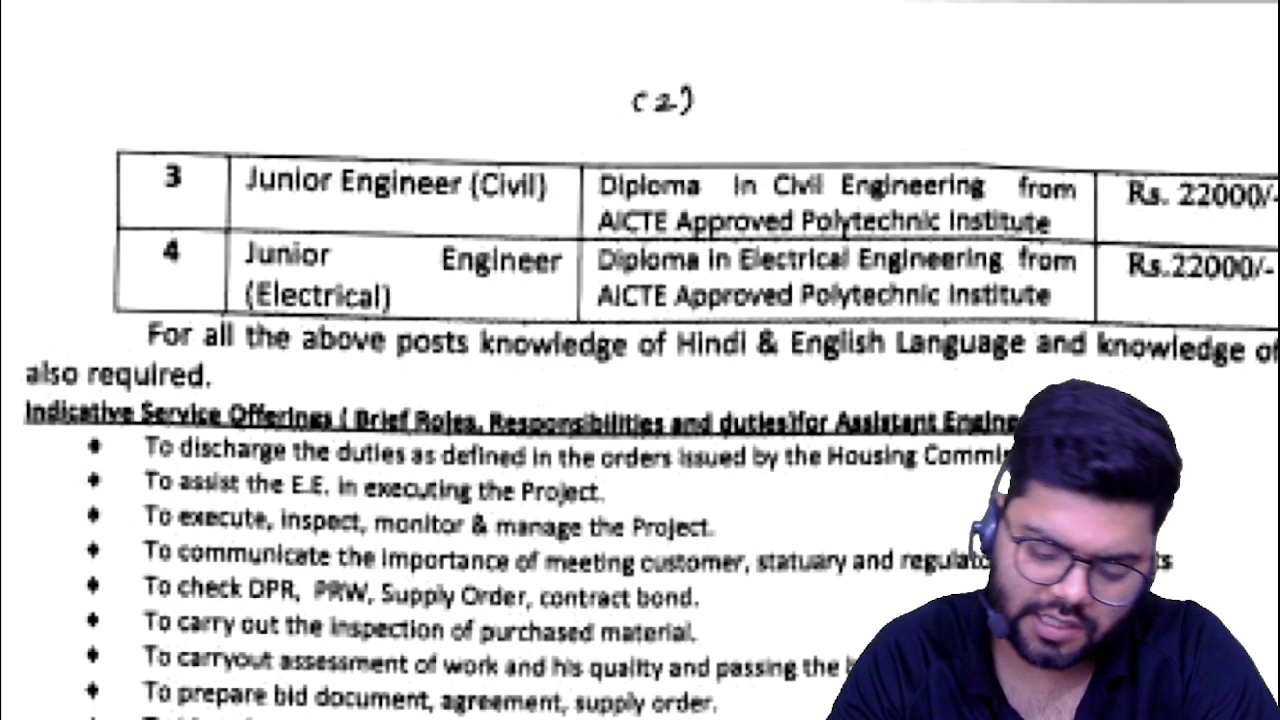 (2)
3 Junior Engineer (Civil) Diploma in Civil Engineering from Rs. 22000/-
AICTE Approved Polytechnic Institute
4 Junior Engineer Diploma in Electrical Engineering from Rs.22000/-
(Electrical) AICTE Approved Polytechnic Institute
For all the above posts knowledge of Hindi & English Language and knowledge of
also required.
Indicative Service Offerings ( Brief Roles, Responsibilities and duties)for Assistant
To discharge the duties as defined in the orders issued by the Housing
To assist the E.E. in executing the Project.
To execute, inspect, monitor & manage the Project.
To communicate the importance of meeting customer, statuary and
To check DPR, PRW, Supply Order, contract bond.
To carry out the inspection of purchased material.
To carryout assessment of work and his quality and passing the
To prepare bid document, agreement, supply order.